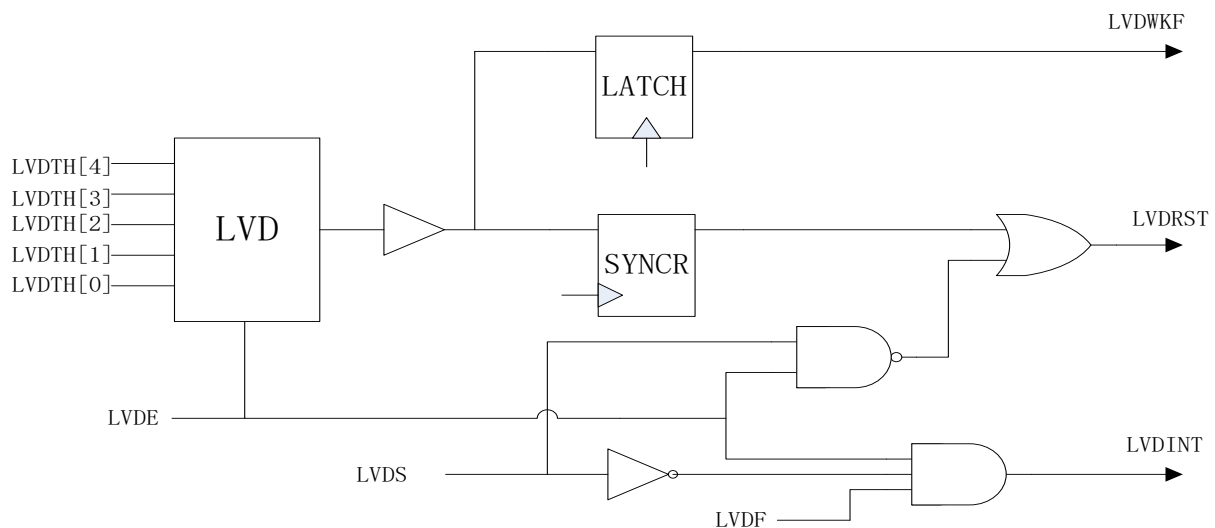 LVDWKF
LATCH
LVDTH[4]
LVDTH[3]
LVDTH[2]
LVDTH[1]
LVDTH[0]
LVD
SYNCR
LVDRST
LVDE
LVDS
LVDINT
LVDF